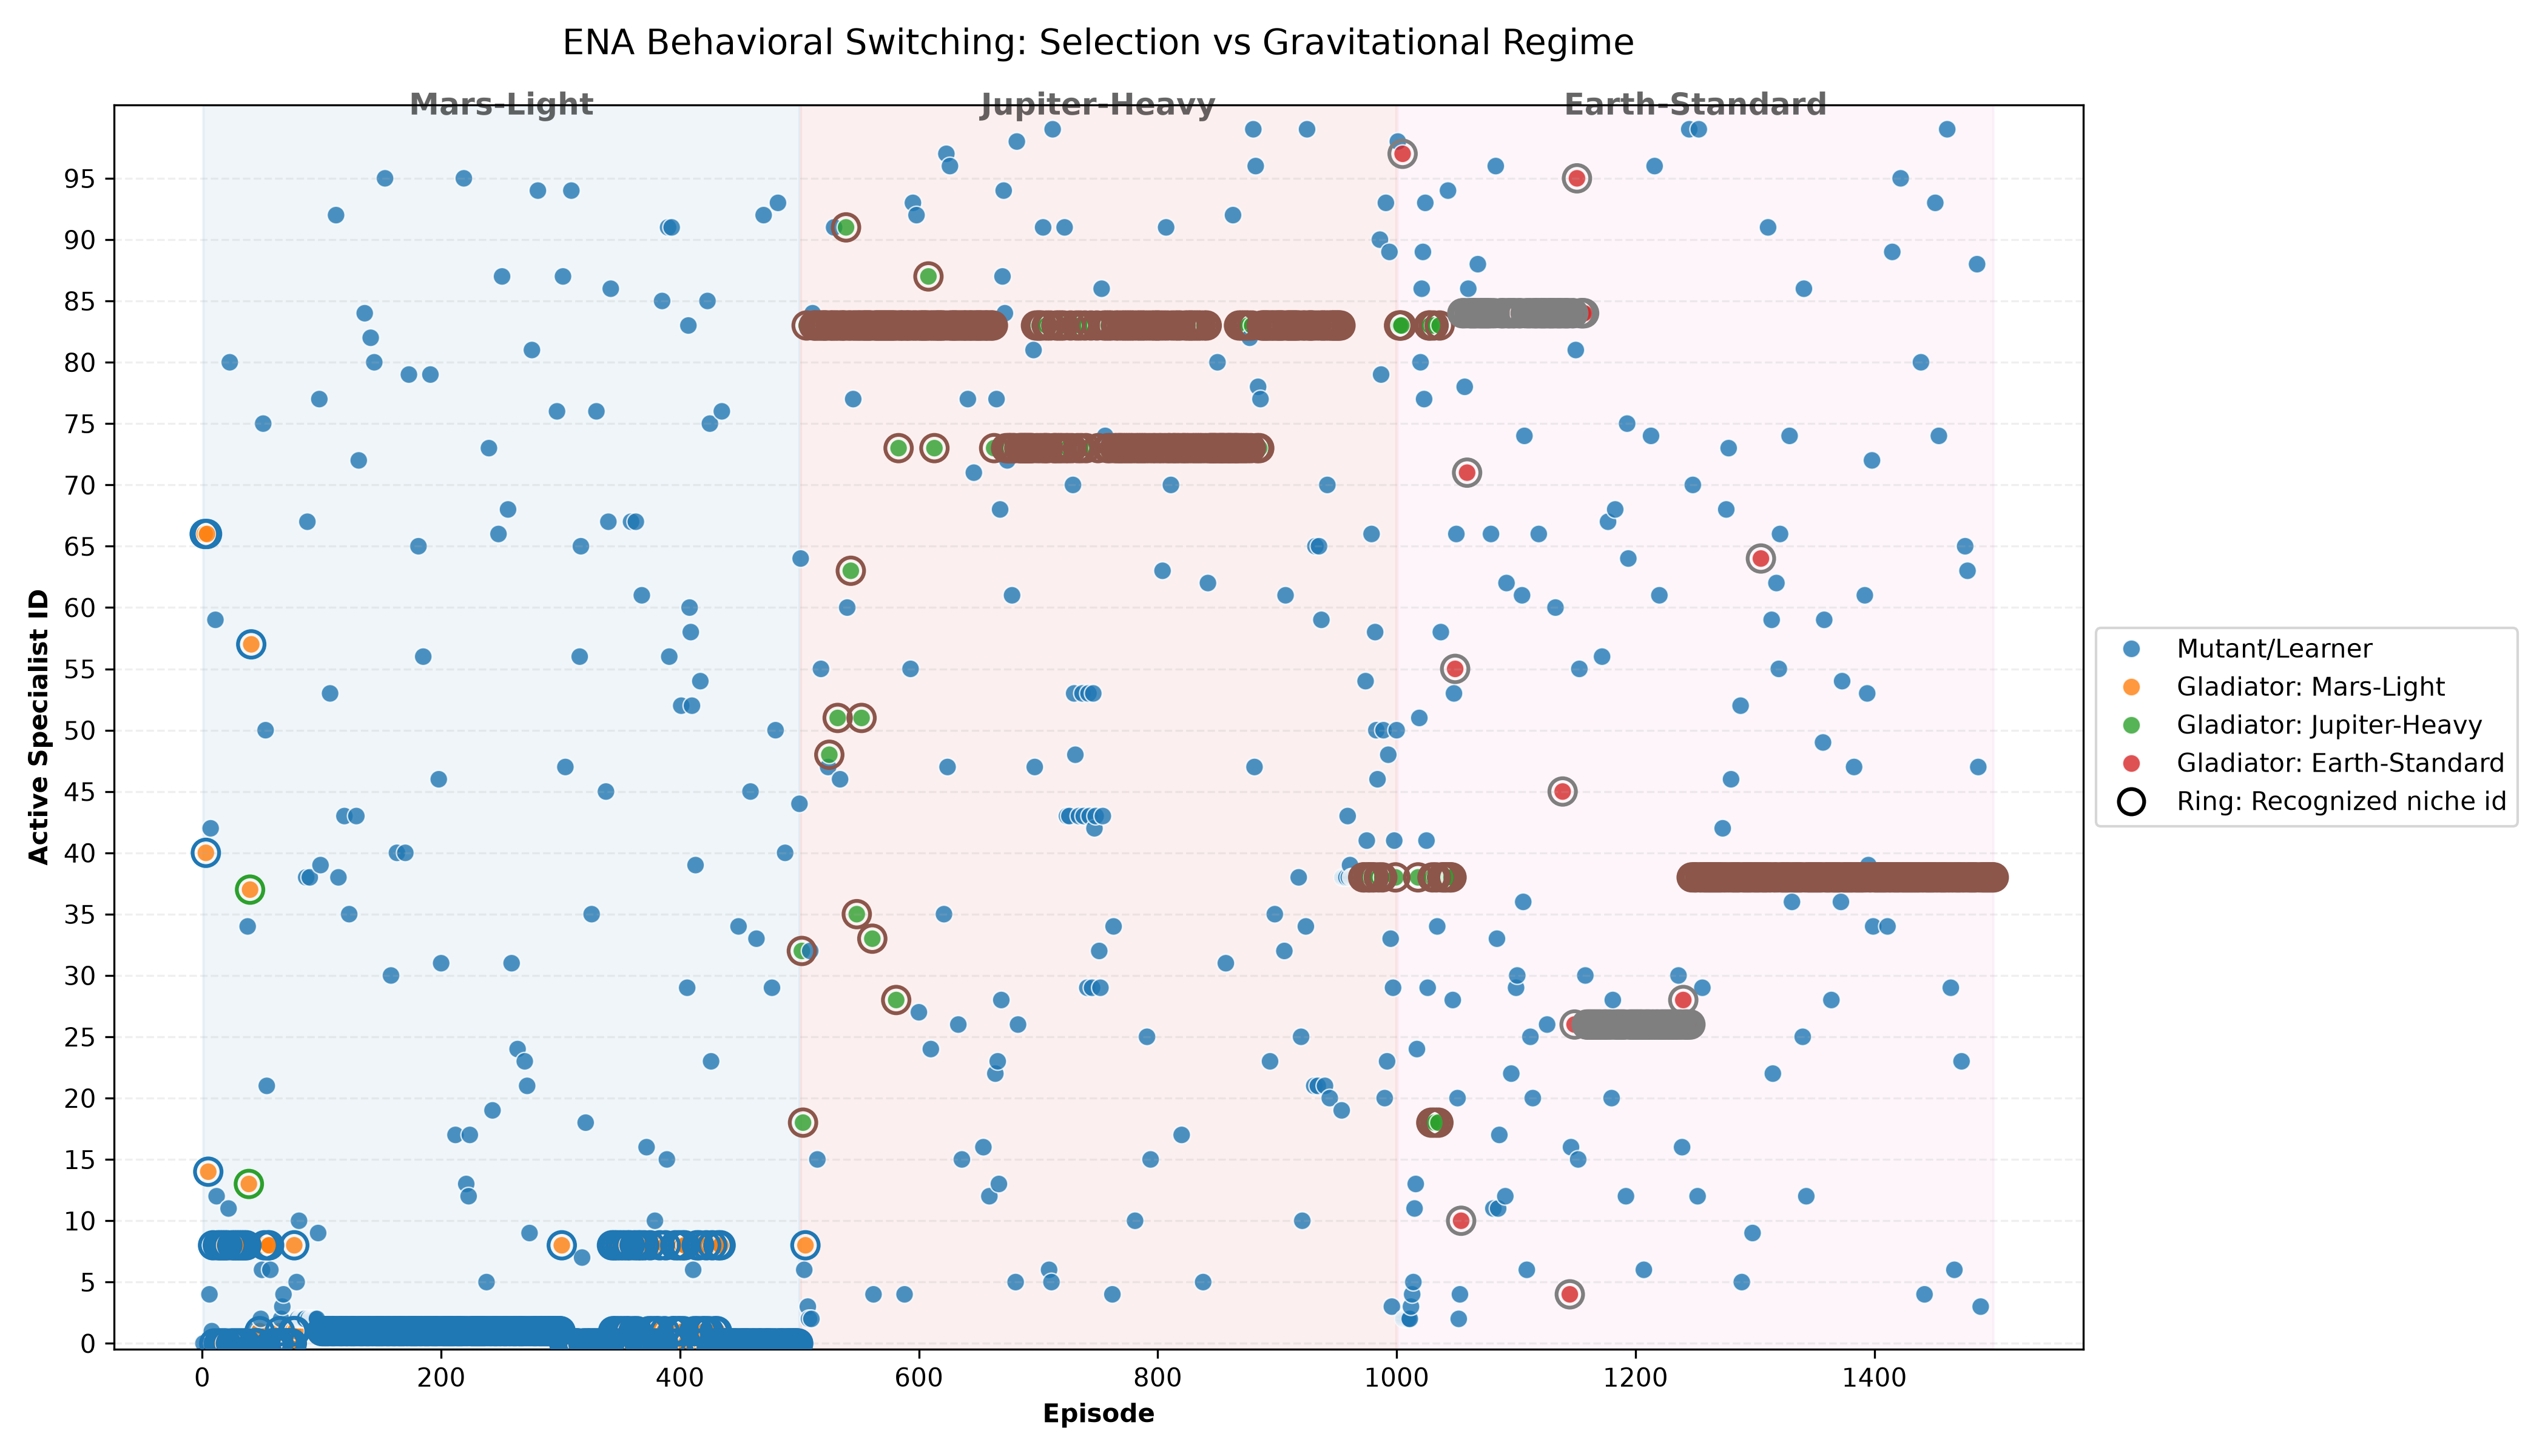 ENA Behavioral Switching: Selection vs Gravitational Regime
Mars-Light
Jupiter-Heavy
Earth-Standard
Active Specialist ID
95
90
85
80
75
70
65
60
55
50
45
40
35
30
25
20
15
10
5
0
0 200 400 600 800 1000 1200 1400
Episode
Mutant/Learner
Gladiator: Mars-Light
Gladiator: Jupiter-Heavy
Gladiator: Earth-Standard
Ring: Recognized niche id